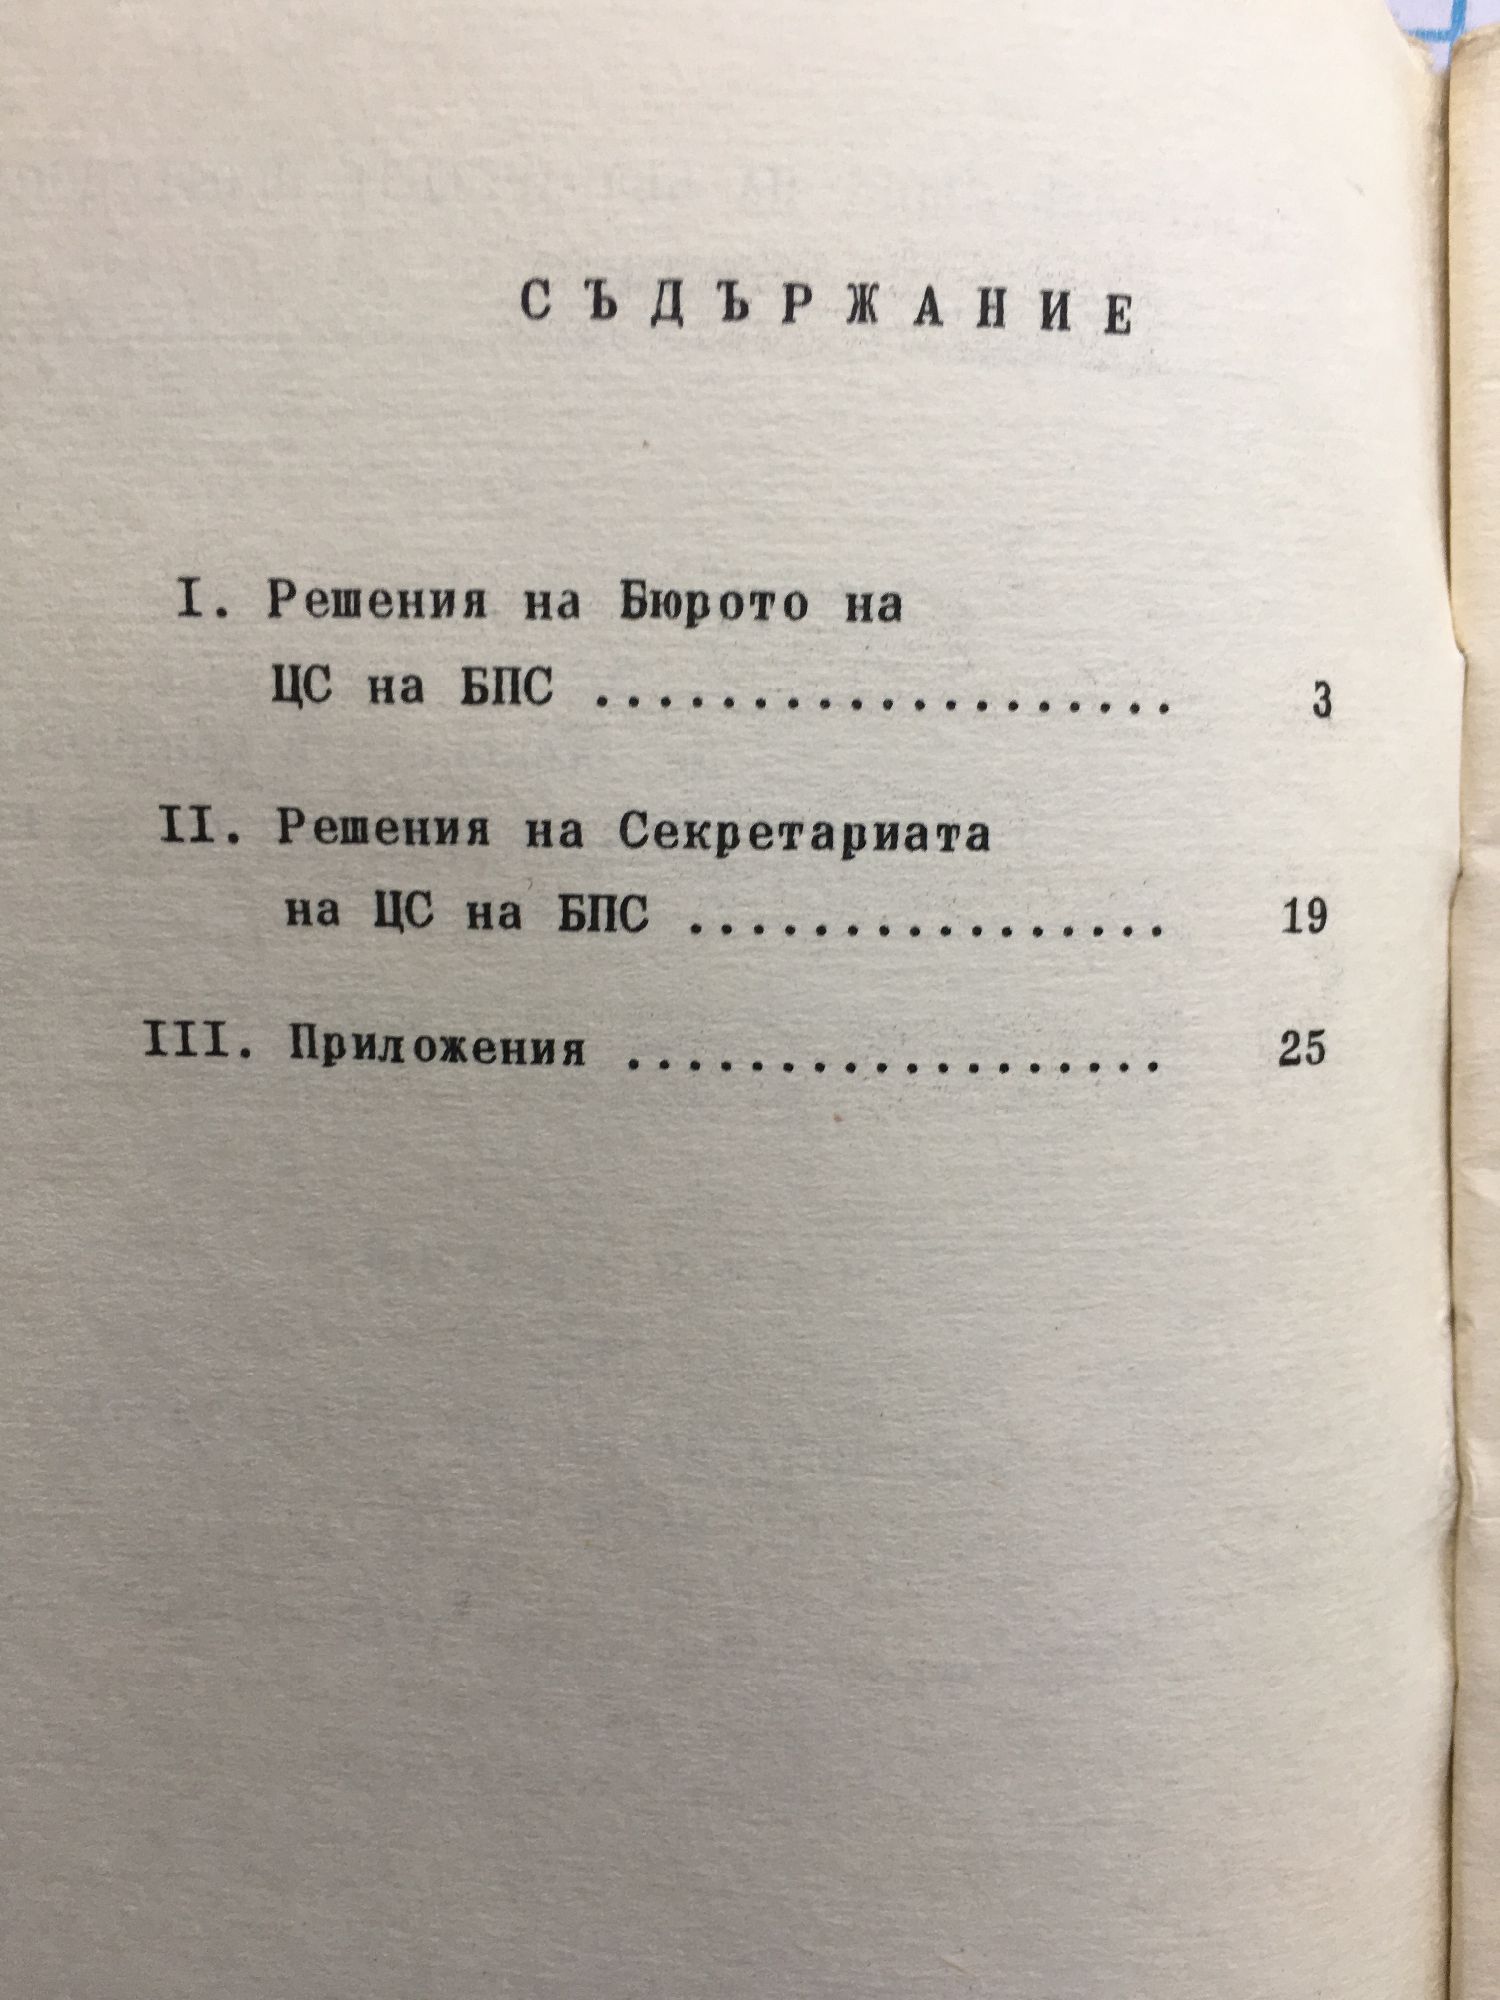 СЪДЪРЖАНИЕ
I. Решения на Бюрото на
ЦС на БПС ................... 3
II. Решения на Секретариата
на ЦС на БПС ................ 19
III. Приложения .................. 25